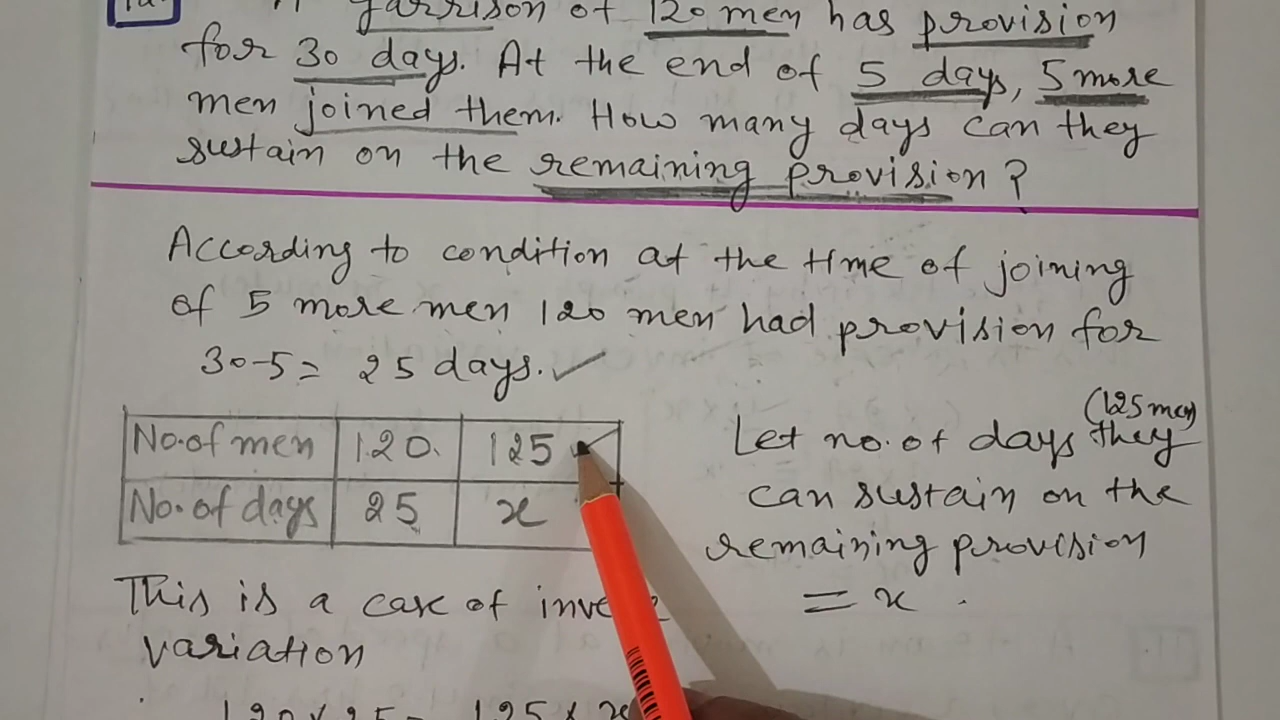 garrison of 120 men has provision
for 30 days. At the end of 5 days, 5 more
men joined them. How many days can they
sustain on the remaining provision?
According to condition at the time of joining
of 5 more men 120 men had provision for
30-5= 25 days. ✓
No. of men 120. 125
No. of days 25 x
(125 men)
Let no. of days they
can sustain on the
remaining provision
= x .
This is a case of
variation
120 x 25 = 125 x x